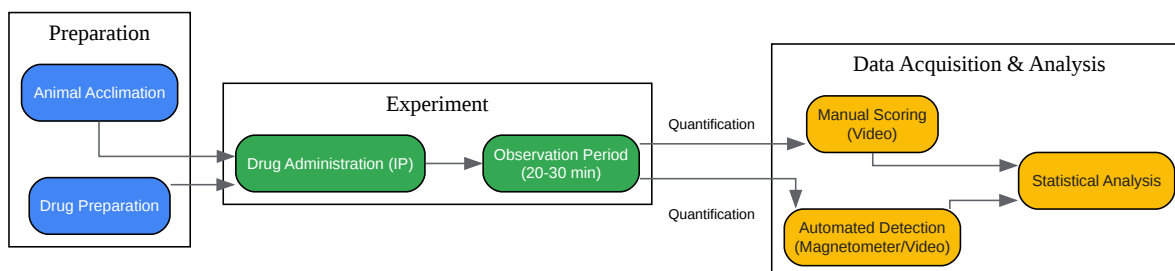 Preparation
Animal Acclimation
Drug Preparation
Experiment
Drug Administration (IP)
Observation Period
(20-30 min)
Quantification
Quantification
Data Acquisition & Analysis
Manual Scoring
(Video)
Automated Detection
(Magnetometer/Video)
Statistical Analysis